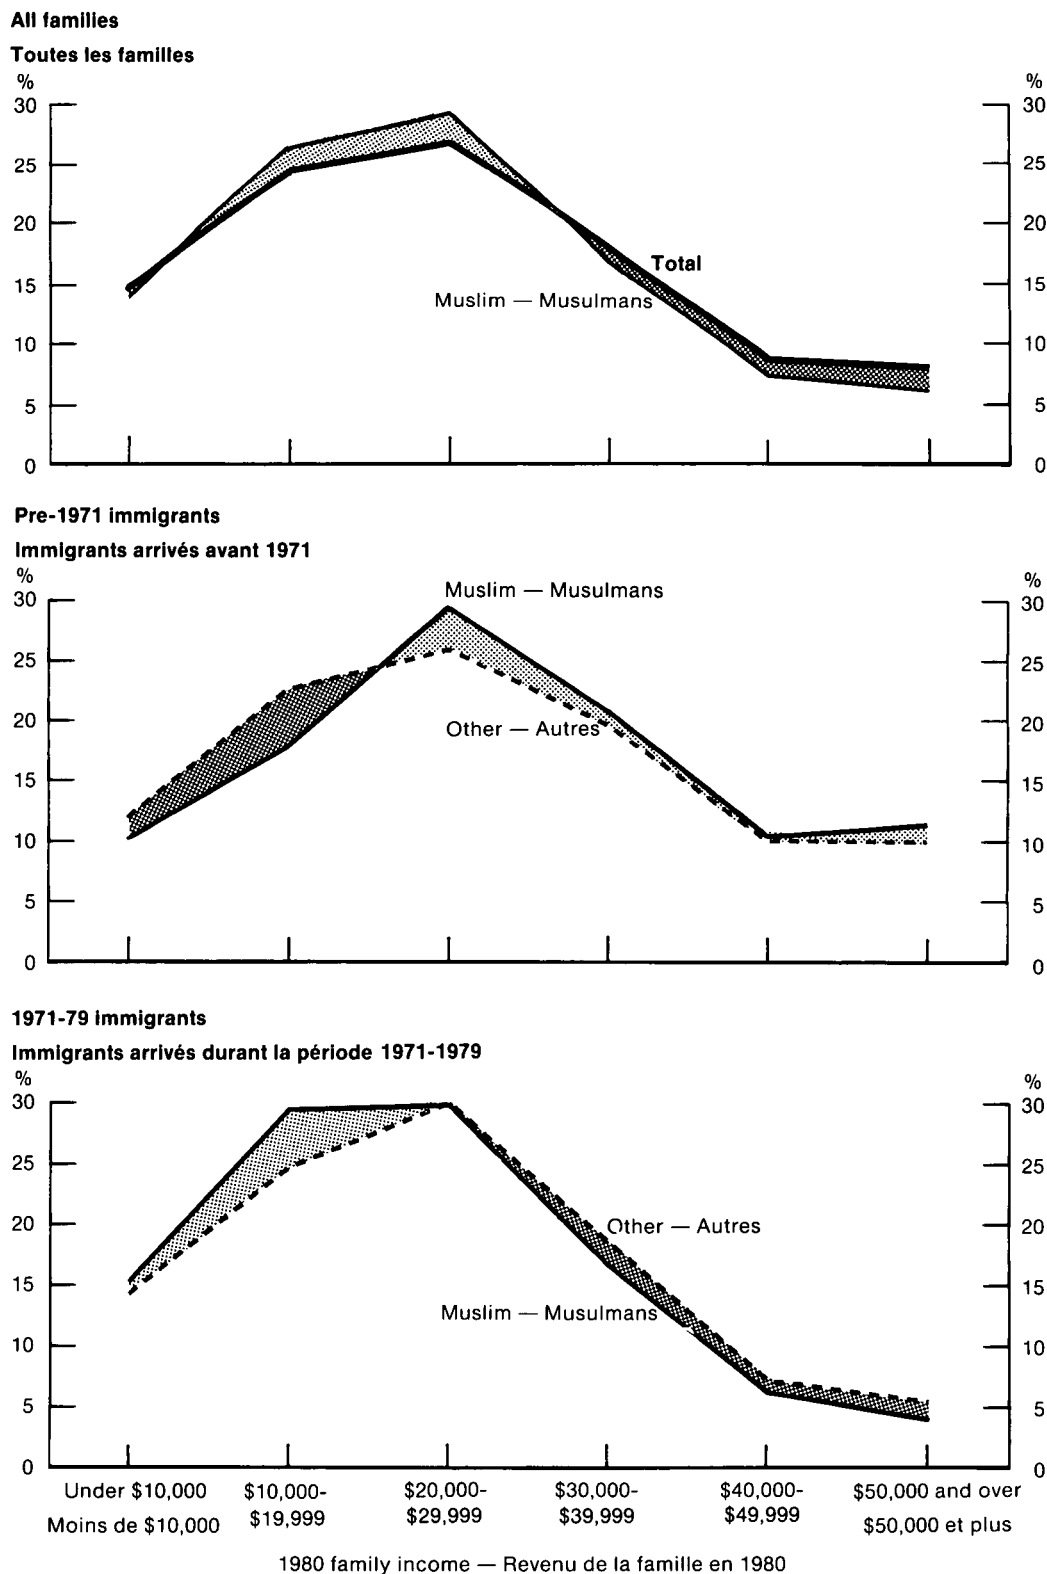 All families
Toutes les familles
% %
30 30
25 25
20 20
Total
15 15
Muslim — Musulmans
10 10
5 5
0 0
Pre-1971 immigrants
Immigrants arrivés avant 1971
% %
Muslim — Musulmans
30 30
25 25
20 20
Other — Autres
15 15
10 10
5 5
0 0
1971-79 immigrants
Immigrants arrivés durant la période 1971-1979
% %
30 30
25 25
20 20
Other — Autres
15 15
Muslim — Musulmans
10 10
5 5
0 0
Under $10,000 $10,000- $20,000- $30,000- $40,000- $50,000 and over
Moins de $10,000 $19,999 $29,999 $39,999 $49,999 $50,000 et plus
1980 family income — Revenu de la famille en 1980